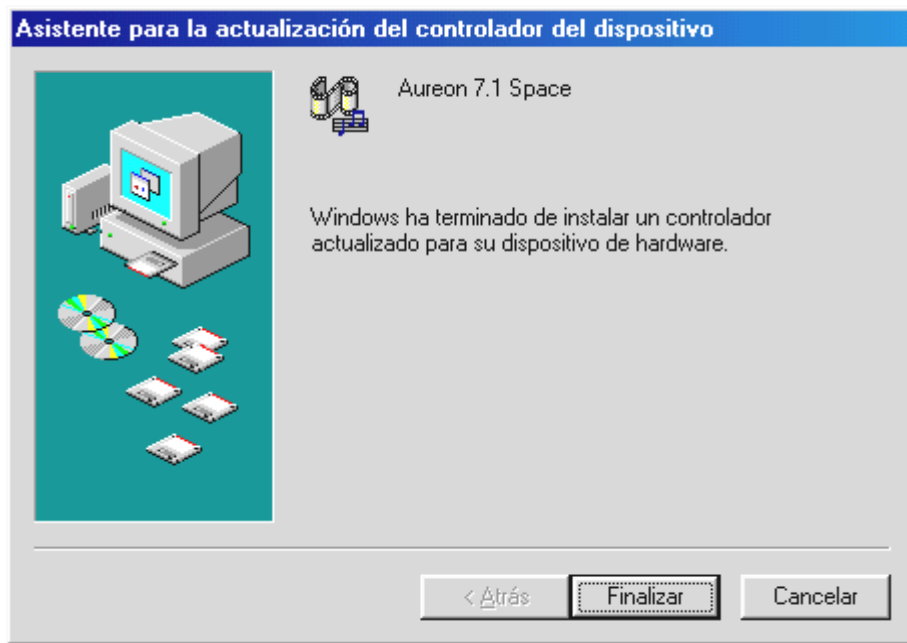 Asistente para la actualización del controlador del dispositivo
Aureon 7.1 Space
Windows ha terminado de instalar un controlador
actualizado para su dispositivo de hardware.
< Atrás
Finalizar
Cancelar